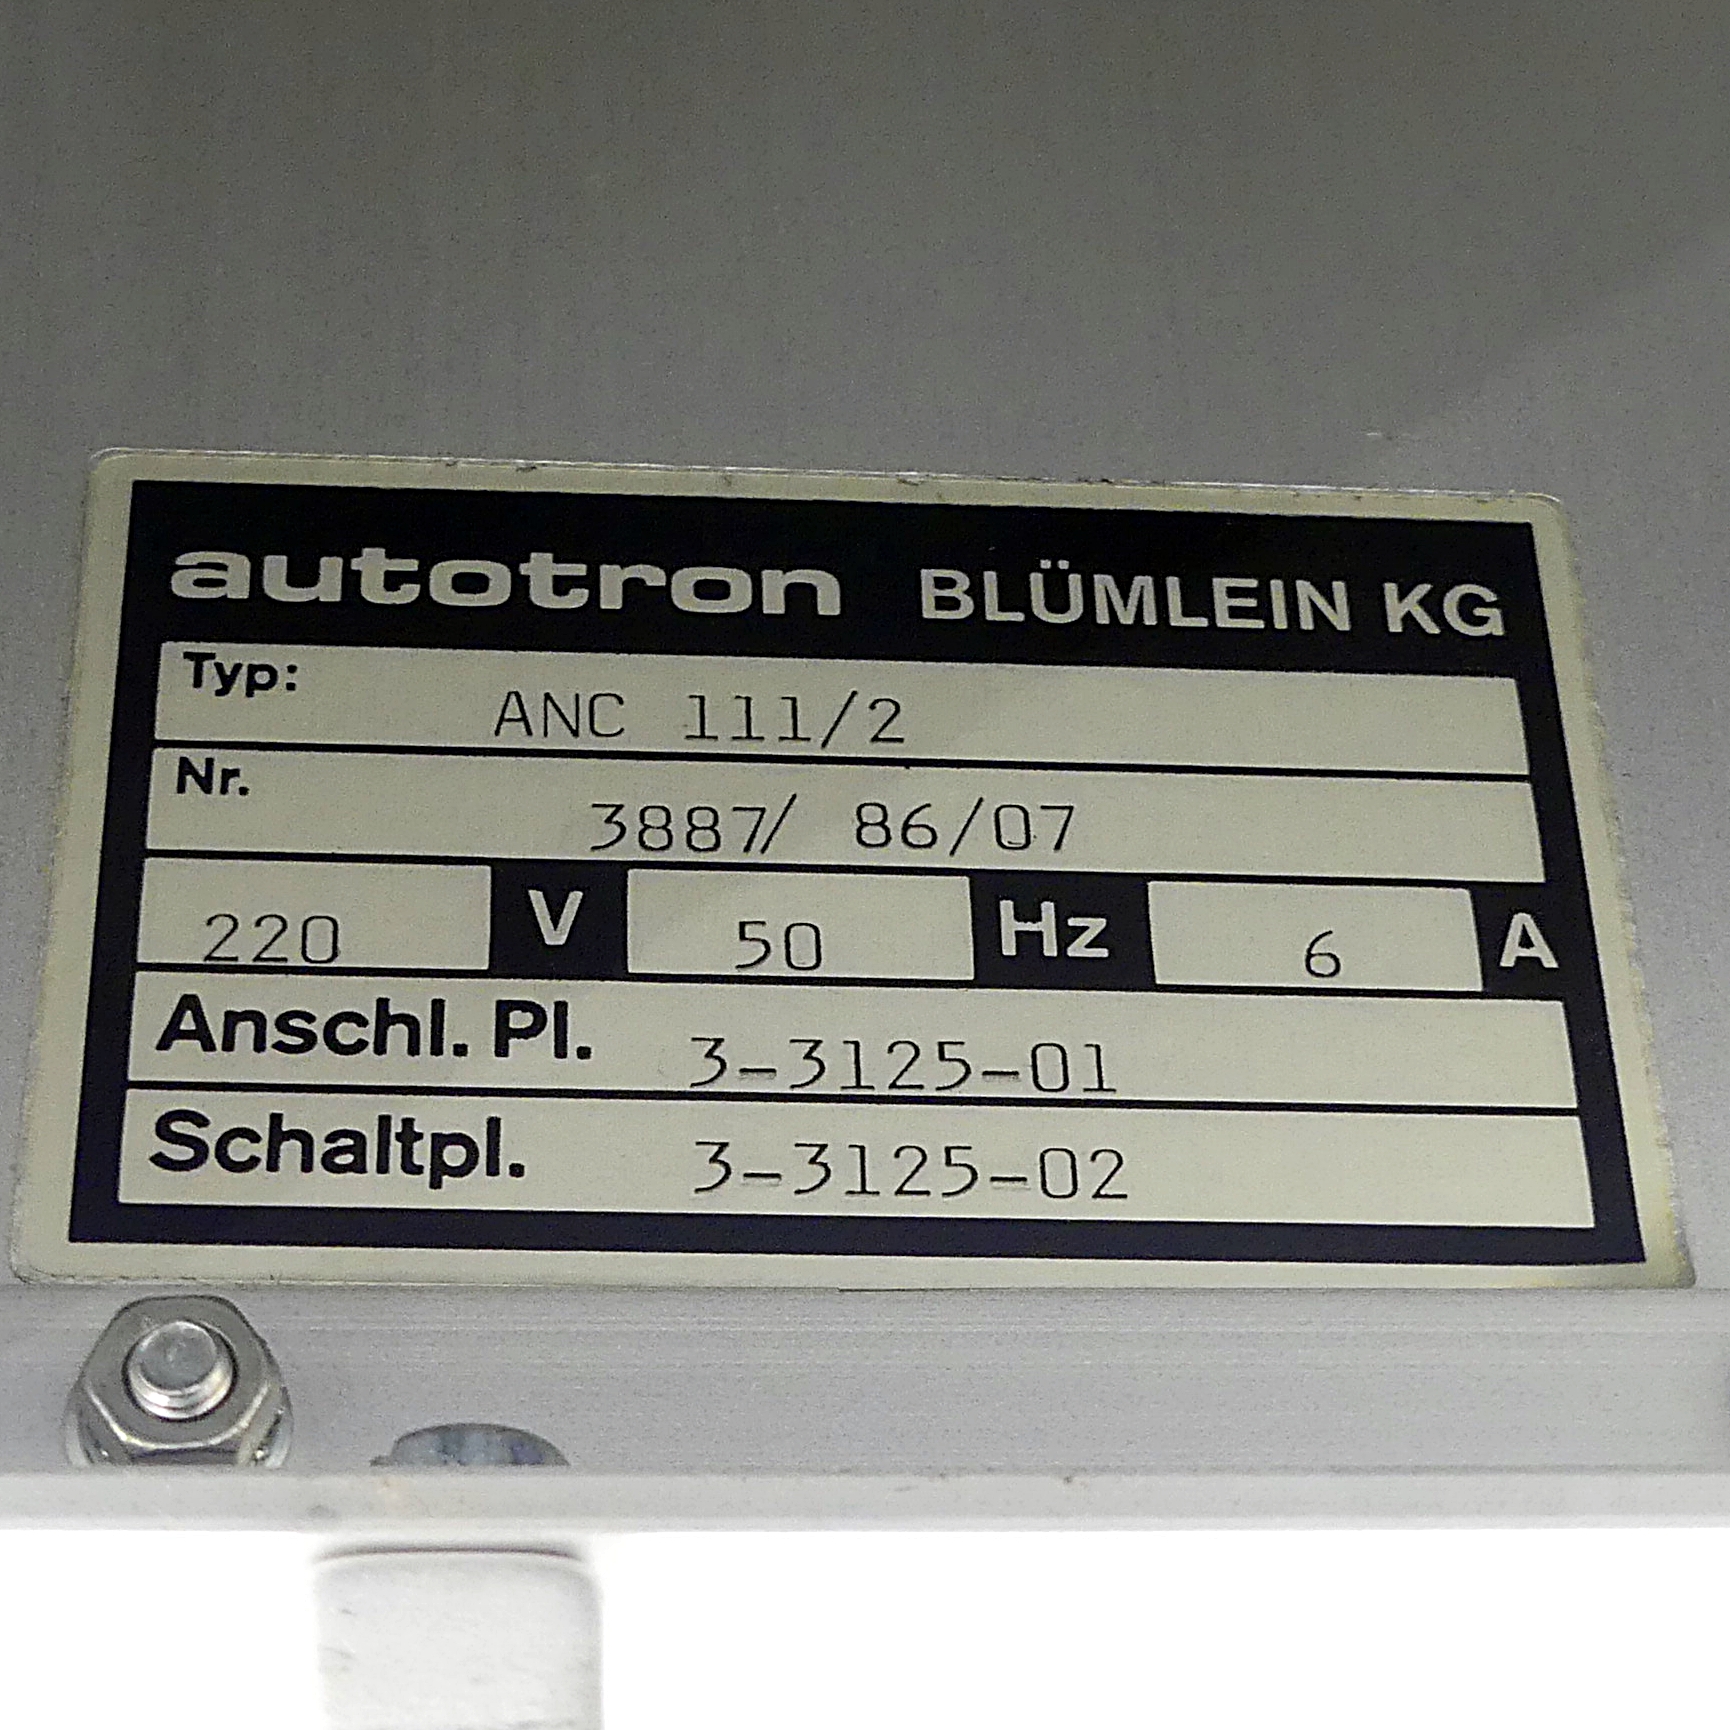 autotron BLÜMLEIN KG
Typ: ANC 111/2
Nr. 3887/ 86/07
220 V 50 Hz 6 A
Anschl. Pl. 3-3125-01
Schaltpl. 3-3125-02